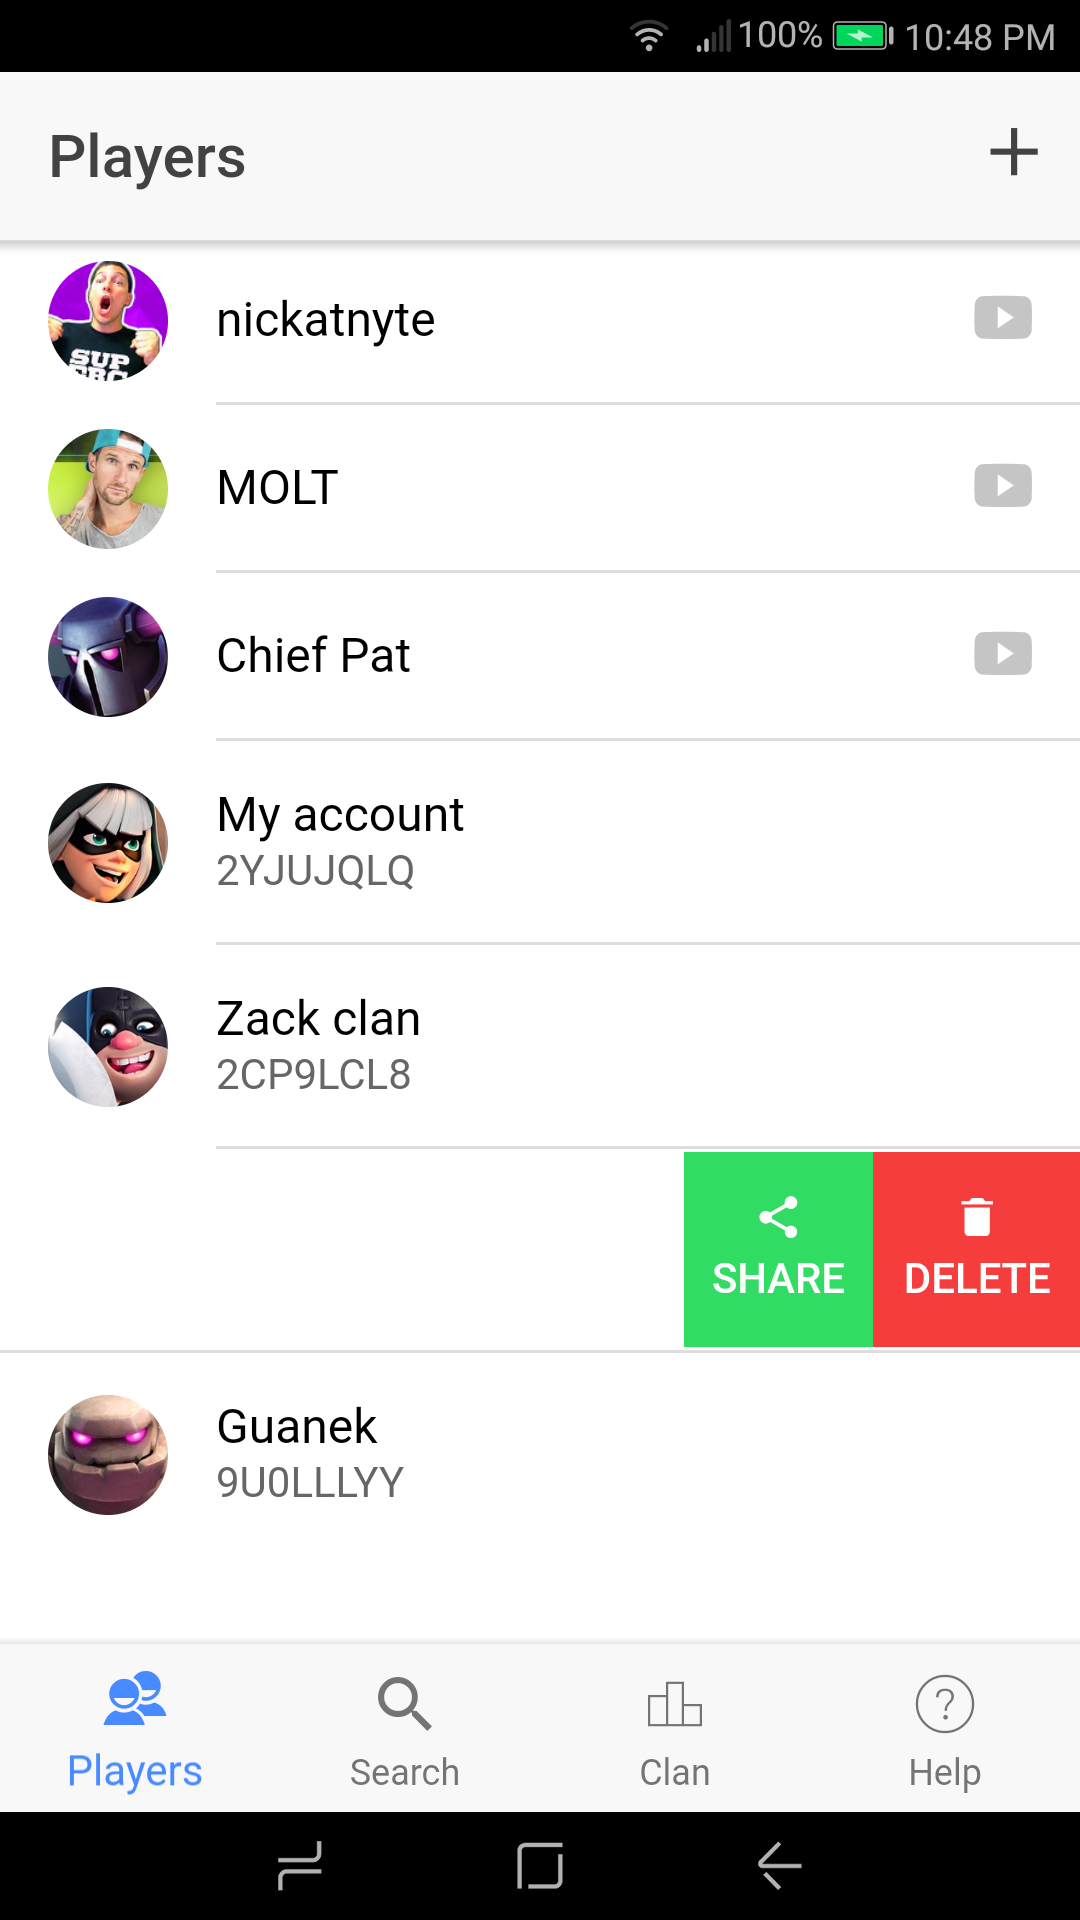 100% 10:48 PM
Players
nickatnyte
MOLT
Chief Pat
My account
2YJUJQLQ
Zack clan
2CP9LCL8
SHARE DELETE
Guanek
9U0LLLYY
Players Search Clan Help